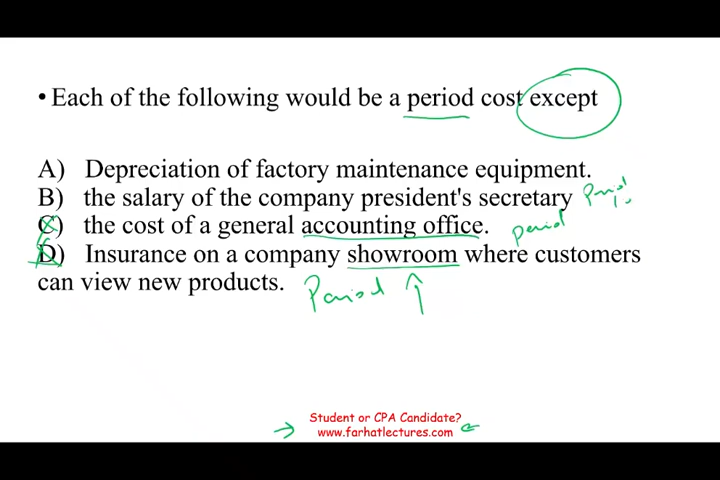 • Each of the following would be a period cost except
A) Depreciation of factory maintenance equipment.
B) the salary of the company president's secretary Period
C) the cost of a general accounting office. period
D) Insurance on a company showroom where customers
can view new products. Period
Student or CPA Candidate?
www.farhatlectures.com